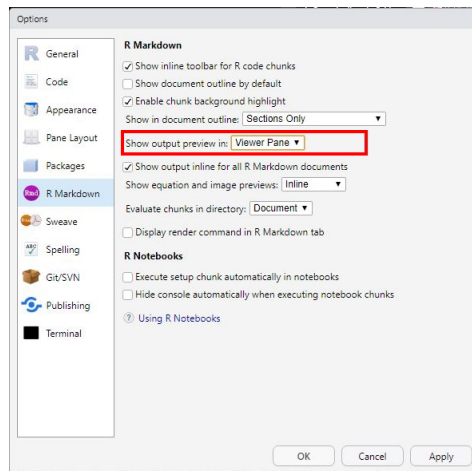 Options
General
Code
Appearance
Pane Layout
Packages
Rmd R Markdown
Sweave
ABC Spelling
Git/SVN
Publishing
Terminal
R Markdown
Show inline toolbar for R code chunks
Show document outline by default
Enable chunk background highlight
Show in document outline: Sections Only
Show output preview in: Viewer Pane
Show output inline for all R Markdown documents
Show equation and image previews: Inline
Evaluate chunks in directory: Document
Display render command in R Markdown tab
R Notebooks
Execute setup chunk automatically in notebooks
Hide console automatically when executing notebook chunks
? Using R Notebooks
OK Cancel Apply